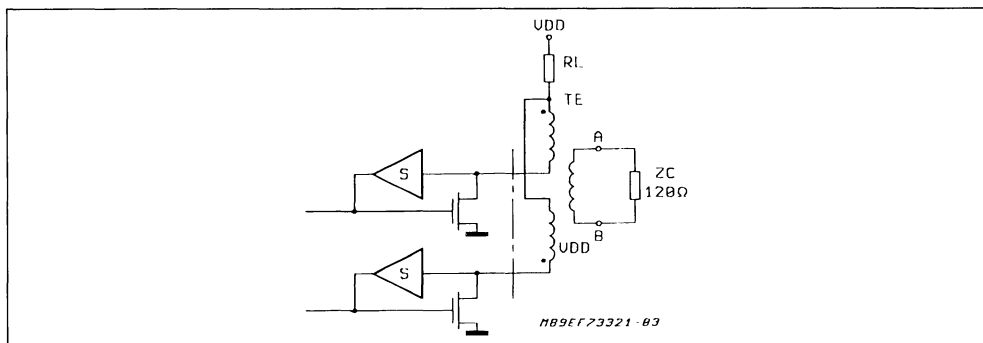 VDD
RL
TE
A
S
ZC
120Ω
B
VDD
S
M89EF73321-03